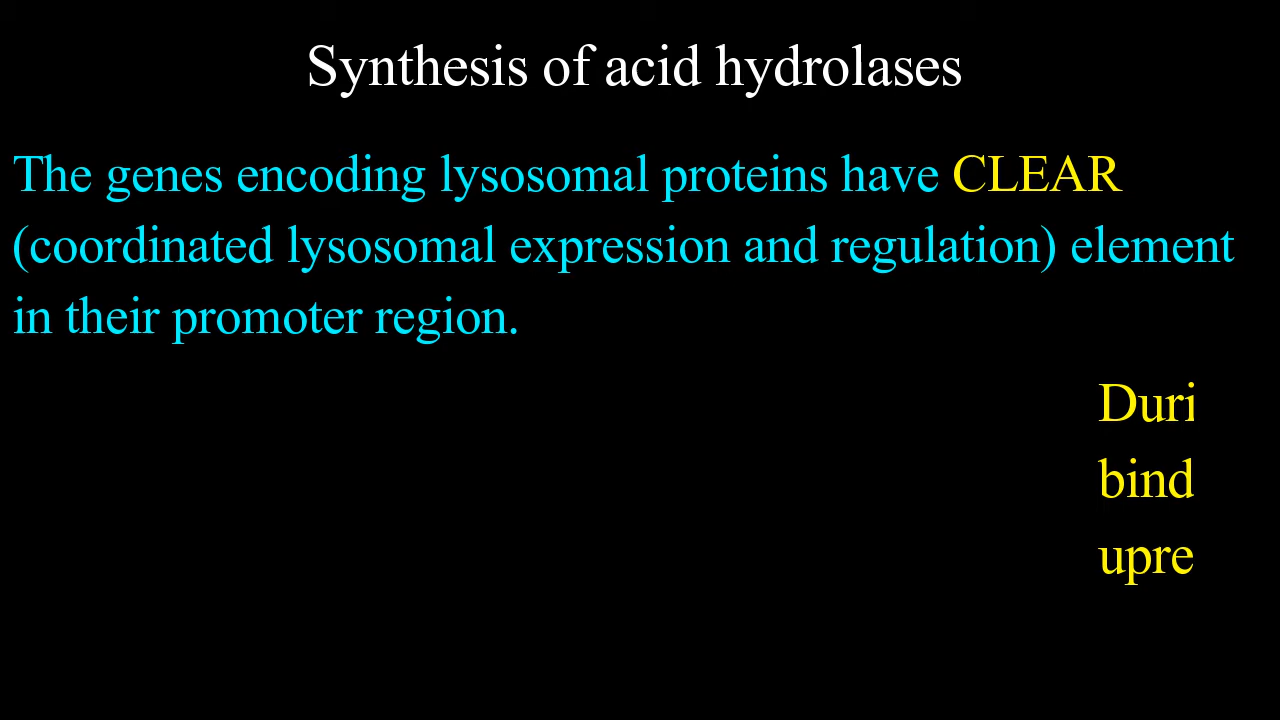 Synthesis of acid hydrolases
The genes encoding lysosomal proteins have CLEAR
(coordinated lysosomal expression and regulation) element
in their promoter region.
Duri
bind
upre